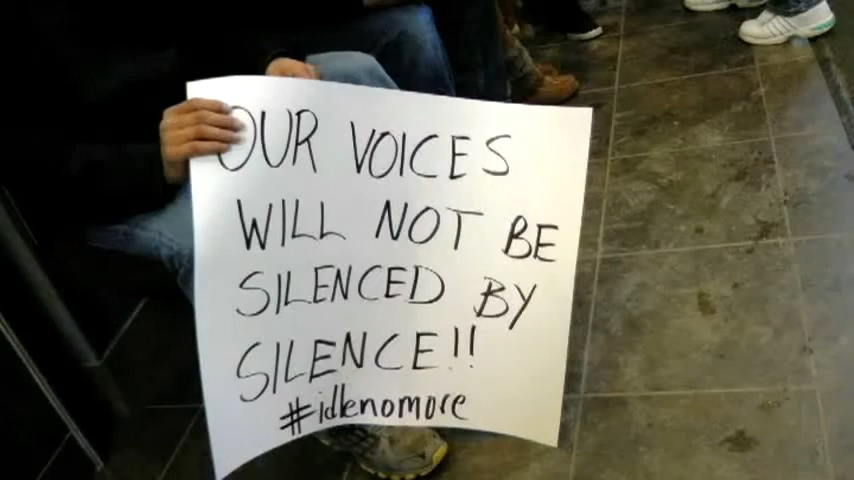 OUR VOICES
WILL NOT BE
SILENCED BY
SILENCE!!
#idlenomore